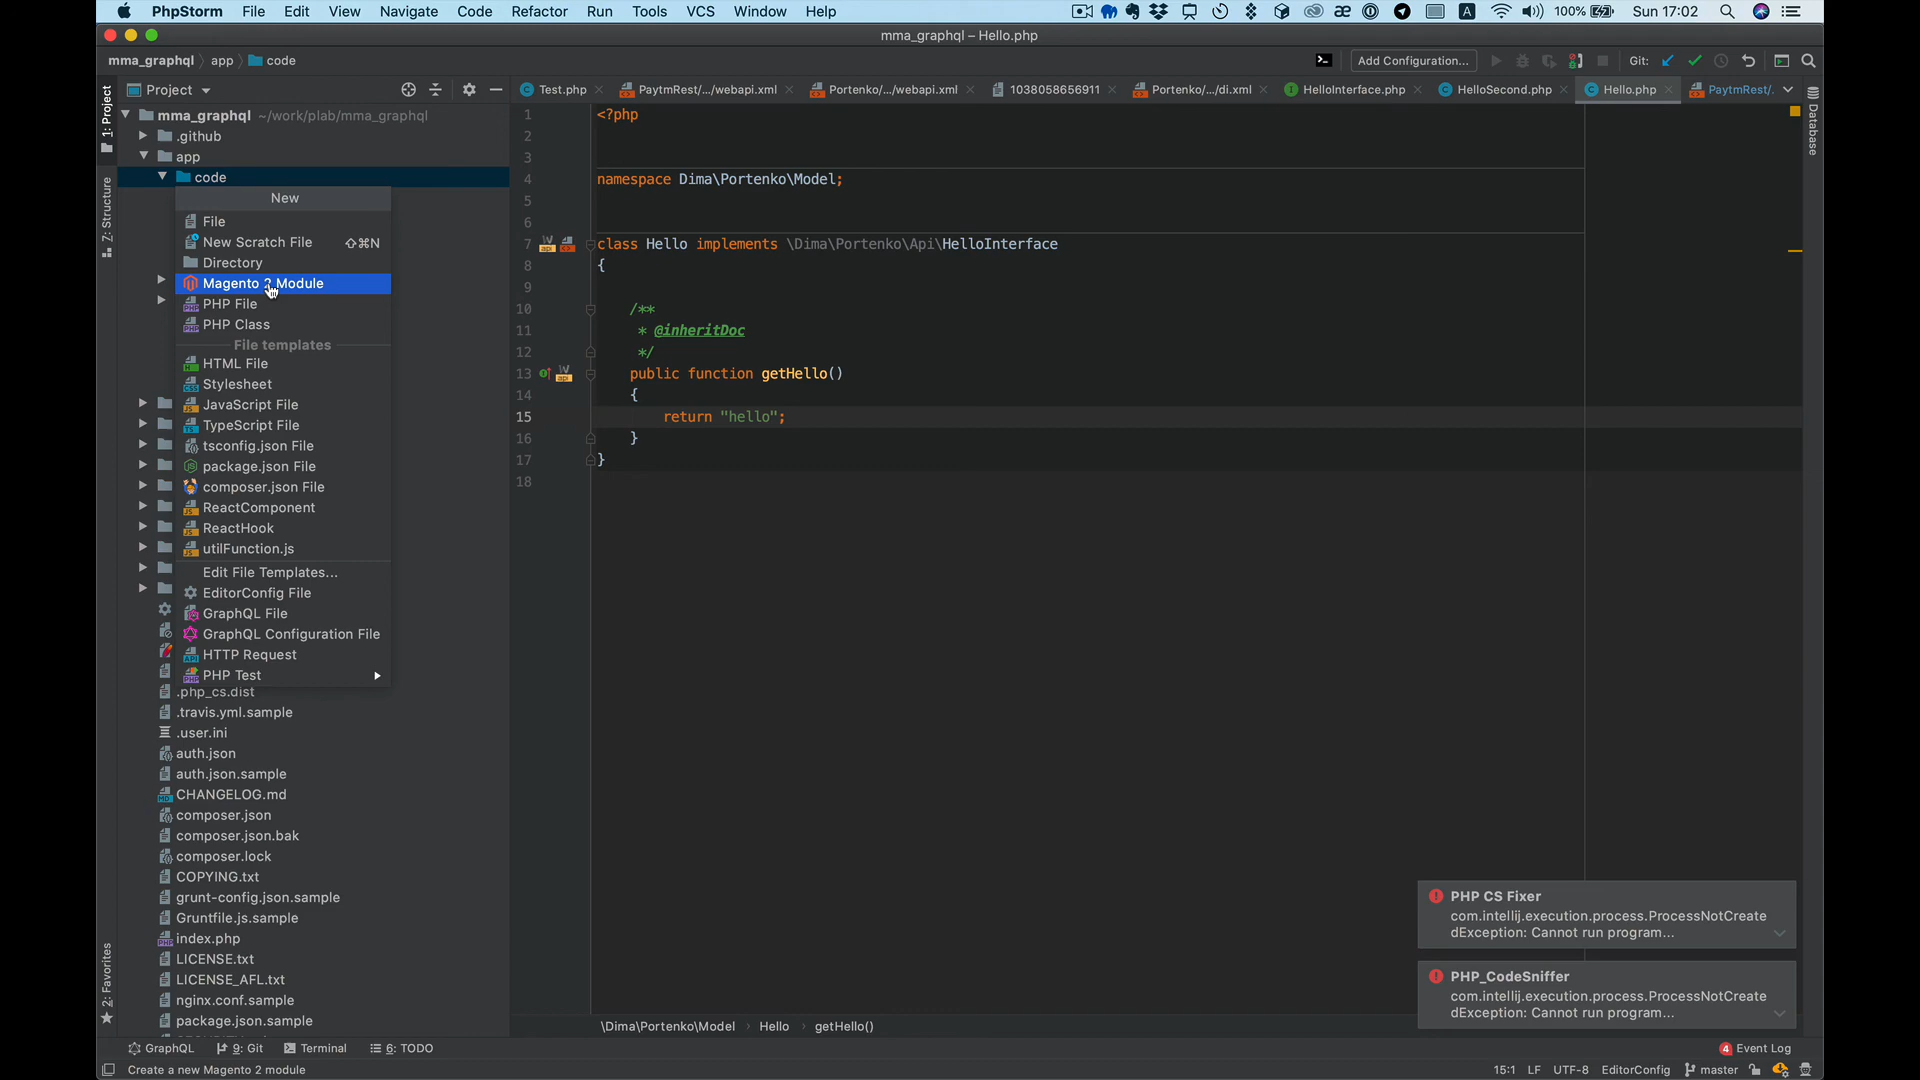 PhpStorm File Edit View Navigate Code Refactor Run Tools VCS Window Help 100% Sun 17:02
mma_graphql – Hello.php
mma_graphql app code Add Configuration... Git:
1: Project
Project
Test.php PaytmRest/.../webapi.xml Portenko/.../webapi.xml 1038058656911 Portenko/.../di.xml HelloInterface.php HelloSecond.php Hello.php PaytmRest/.
Database
mma_graphql ~/work/plab/mma_graphql
.github
app
code
7: Structure
New
File
New Scratch File ⇧⌘N
Directory
Magento 2 Module
PHP File
PHP Class
File templates
HTML File
Stylesheet
JavaScript File
TypeScript File
tsconfig.json File
package.json File
composer.json File
ReactComponent
ReactHook
utilFunction.js
Edit File Templates...
EditorConfig File
GraphQL File
GraphQL Configuration File
HTTP Request
PHP Test
.php_cs.dist
.travis.yml.sample
.user.ini
auth.json
auth.json.sample
CHANGELOG.md
composer.json
composer.json.bak
composer.lock
COPYING.txt
grunt-config.json.sample
Gruntfile.js.sample
index.php
LICENSE.txt
LICENSE_AFL.txt
nginx.conf.sample
package.json.sample
2: Favorites
1 <?php
2
3
4 namespace Dima\Portenko\Model;
5
6
7 class Hello implements \Dima\Portenko\Api\HelloInterface
8 {
9
10 /**
11 * @inheritDoc
12 */
13 public function getHello()
14 {
15 return "hello";
16 }
17 }
18
PHP CS Fixer
com.intellij.execution.process.ProcessNotCreate
dException: Cannot run program...
PHP_CodeSniffer
com.intellij.execution.process.ProcessNotCreate
dException: Cannot run program...
\Dima\Portenko\Model Hello getHello()
GraphQL 9: Git Terminal 6: TODO 4 Event Log
Create a new Magento 2 module 15:1 LF UTF-8 EditorConfig master